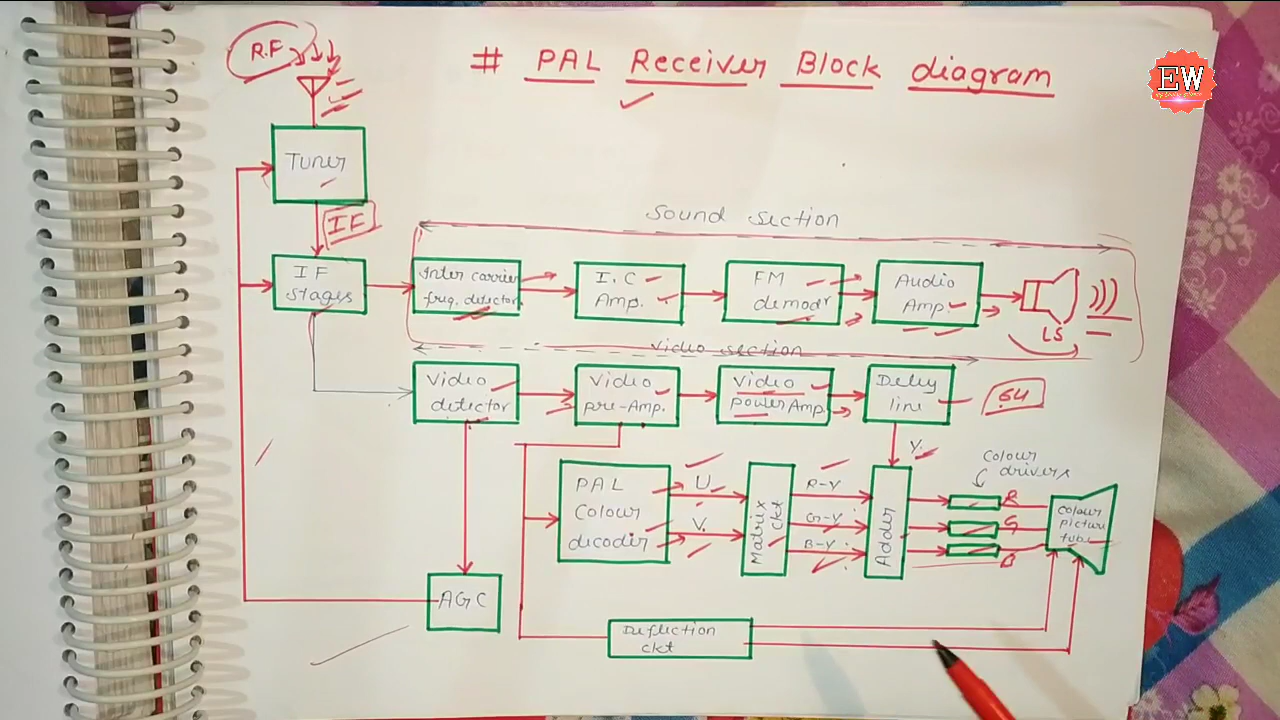 R.F
# PAL Receiver Block diagram
EW
Tuner
IF
Sound section
IF
stages
Inter carrier
freq. detector
I.C
Amp.
FM
demodr
Audio
Amp.
LS
Video section
Video
detector
Video
pre-Amp.
Video
power Amp.
Delay
line
64
Y
Colour
drivers
PAL
Colour
decoder
U
V
Matrix
ckt
R-Y
G-Y
B-Y
Adder
R
G
B
Colour
picture
tube
AGC
Deflection
ckt